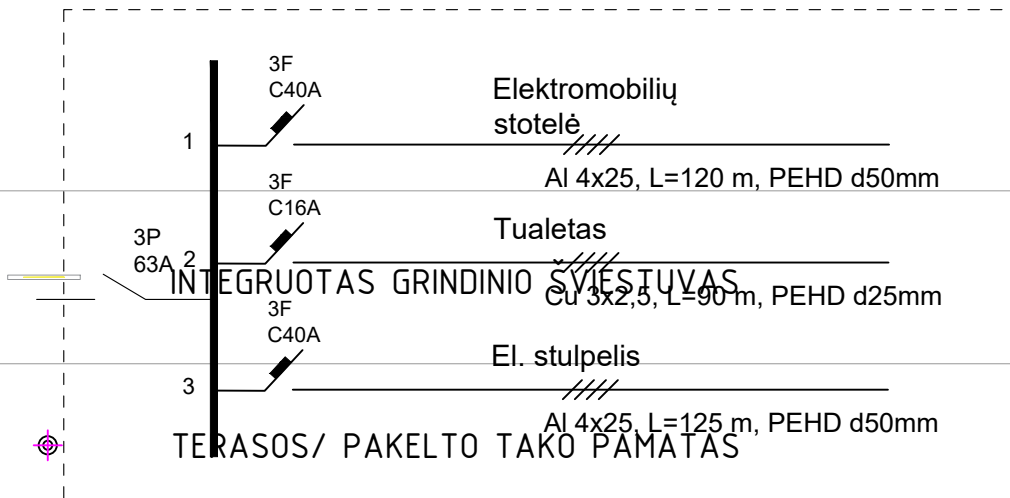 3F
C40A
Elektromobilių
stotelė
1
Al 4x25, L=120 m, PEHD d50mm
3F
C16A
Tualetas
3P
63A
2
INTEGRUOTAS GRINDINIO ŠVIESTUVAS
Cu 3x2,5, L=90 m, PEHD d25mm
3F
C40A
El. stulpelis
3
Al 4x25, L=125 m, PEHD d50mm
TERASOS/ PAKELTO TAKO PAMATAS